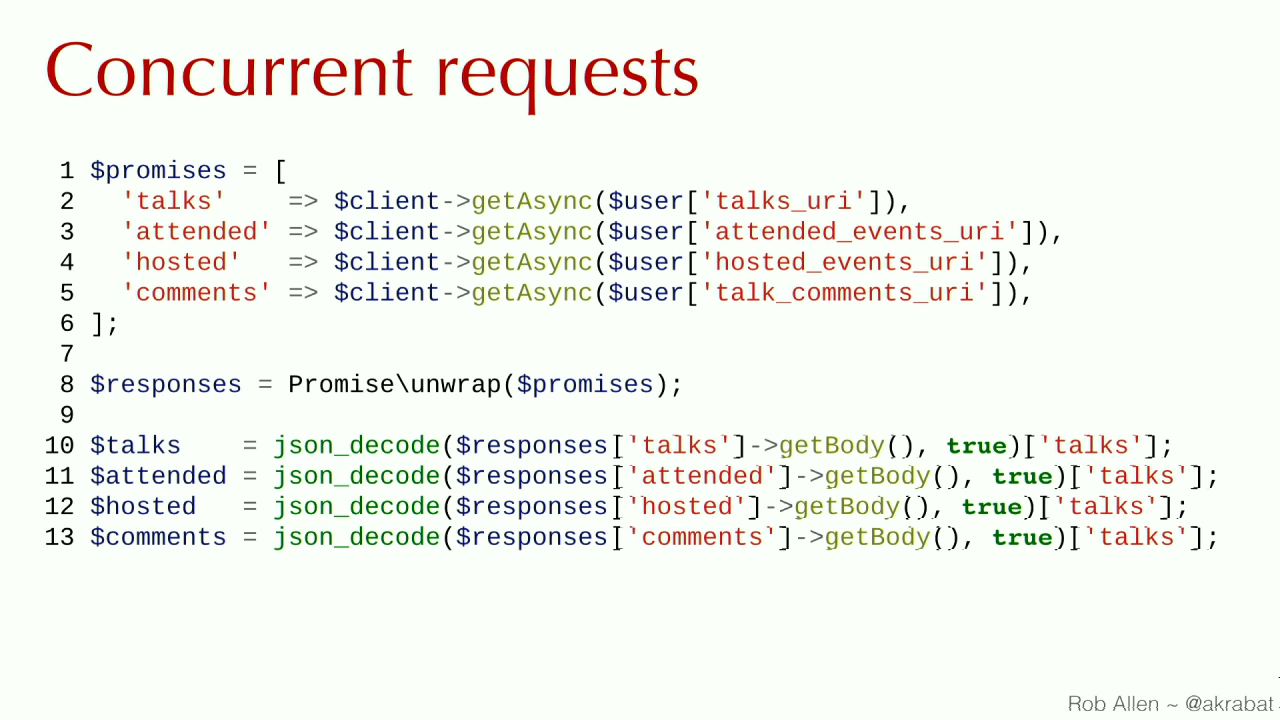 Concurrent requests
1 $promises = [
2   'talks'    => $client->getAsync($user['talks_uri']),
3   'attended' => $client->getAsync($user['attended_events_uri']),
4   'hosted'   => $client->getAsync($user['hosted_events_uri']),
5   'comments' => $client->getAsync($user['talk_comments_uri']),
6 ];
7
8 $responses = Promise\unwrap($promises);
9
10 $talks    = json_decode($responses['talks']->getBody(), true)['talks'];
11 $attended = json_decode($responses['attended']->getBody(), true)['talks'];
12 $hosted   = json_decode($responses['hosted']->getBody(), true)['talks'];
13 $comments = json_decode($responses['comments']->getBody(), true)['talks'];
Rob Allen ~ @akrabat